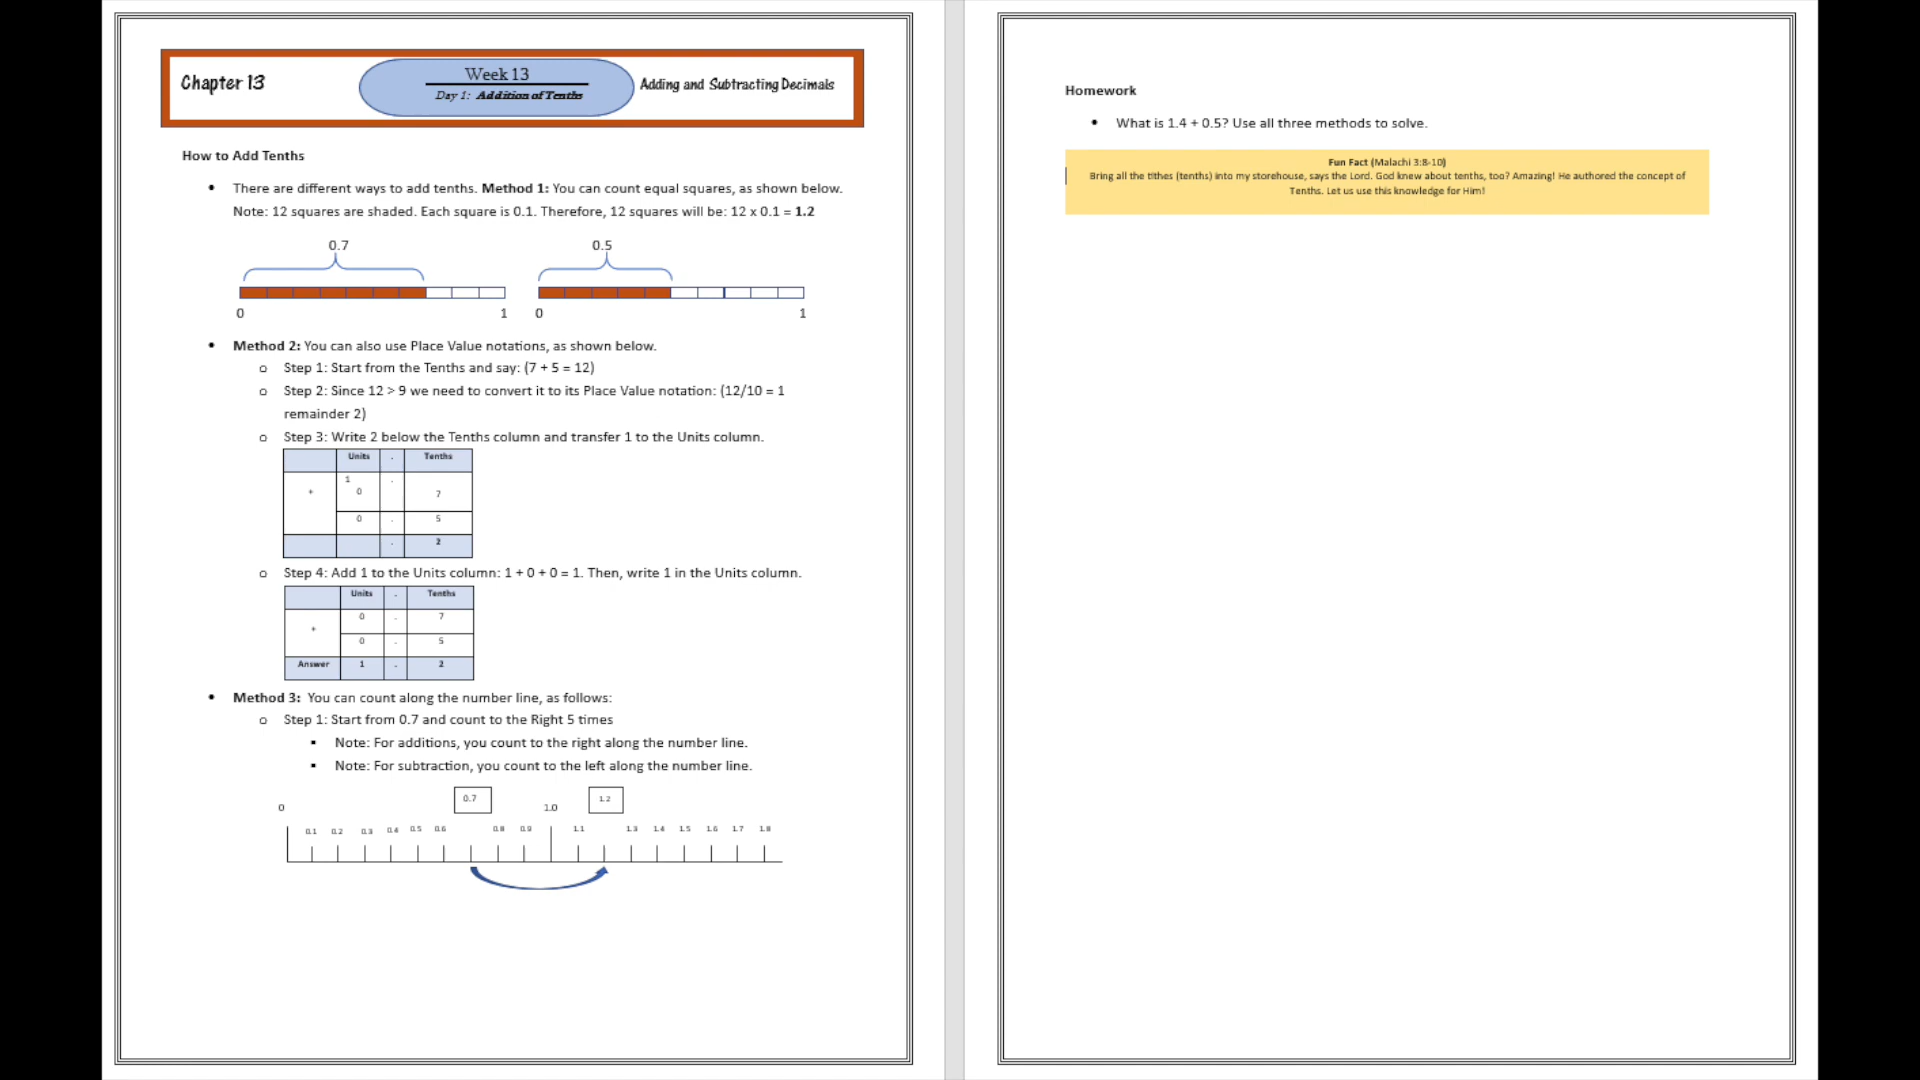 Chapter 13
Week 13
Day 1: Addition of Tenths
Adding and Subtracting Decimals
How to Add Tenths
• There are different ways to add tenths. Method 1: You can count equal squares, as shown below.
Note: 12 squares are shaded. Each square is 0.1. Therefore, 12 squares will be: 12 x 0.1 = 1.2
0.7 0.5
0 1 0 1
• Method 2: You can also use Place Value notations, as shown below.
o Step 1: Start from the Tenths and say: (7 + 5 = 12)
o Step 2: Since 12 > 9 we need to convert it to its Place Value notation: (12/10 = 1
remainder 2)
o Step 3: Write 2 below the Tenths column and transfer 1 to the Units column.
Units . Tenths
1 .
+ 0 7
0 . 5
. 2
o Step 4: Add 1 to the Units column: 1 + 0 + 0 = 1. Then, write 1 in the Units column.
Units . Tenths
0 . 7
+
0 . 5
Answer 1 . 2
• Method 3: You can count along the number line, as follows:
o Step 1: Start from 0.7 and count to the Right 5 times
▪ Note: For additions, you count to the right along the number line.
▪ Note: For subtraction, you count to the left along the number line.
0.7 1.2
0 1.0
0.1 0.2 0.3 0.4 0.5 0.6 0.8 0.9 1.1 1.3 1.4 1.5 1.6 1.7 1.8
Homework
• What is 1.4 + 0.5? Use all three methods to solve.
Fun Fact (Malachi 3:8-10)
Bring all the tithes (tenths) into my storehouse, says the Lord. God knew about tenths, too? Amazing! He authored the concept of
Tenths. Let us use this knowledge for Him!